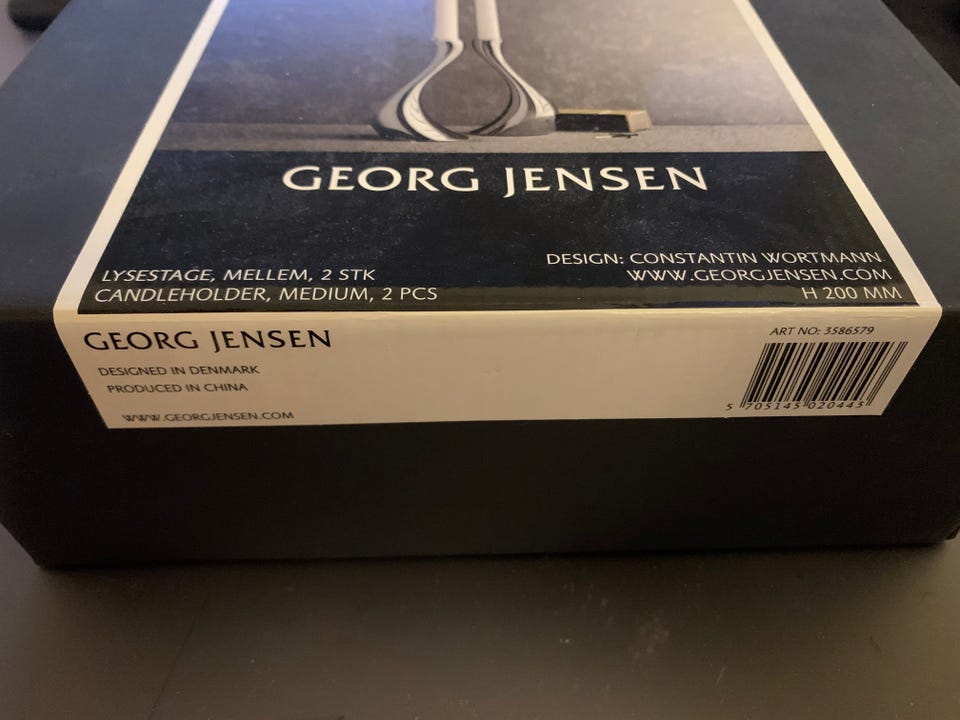 GEORG JENSEN
LYSESTAGE, MELLEM, 2 STK
CANDLEHOLDER, MEDIUM, 2 PCS
DESIGN: CONSTANTIN WORTMANN
WWW.GEORGJENSEN.COM
H 200 MM
GEORG JENSEN
DESIGNED IN DENMARK
PRODUCED IN CHINA
WWW.GEORGJENSEN.COM
ART NO: 3586579
5 705145 020443